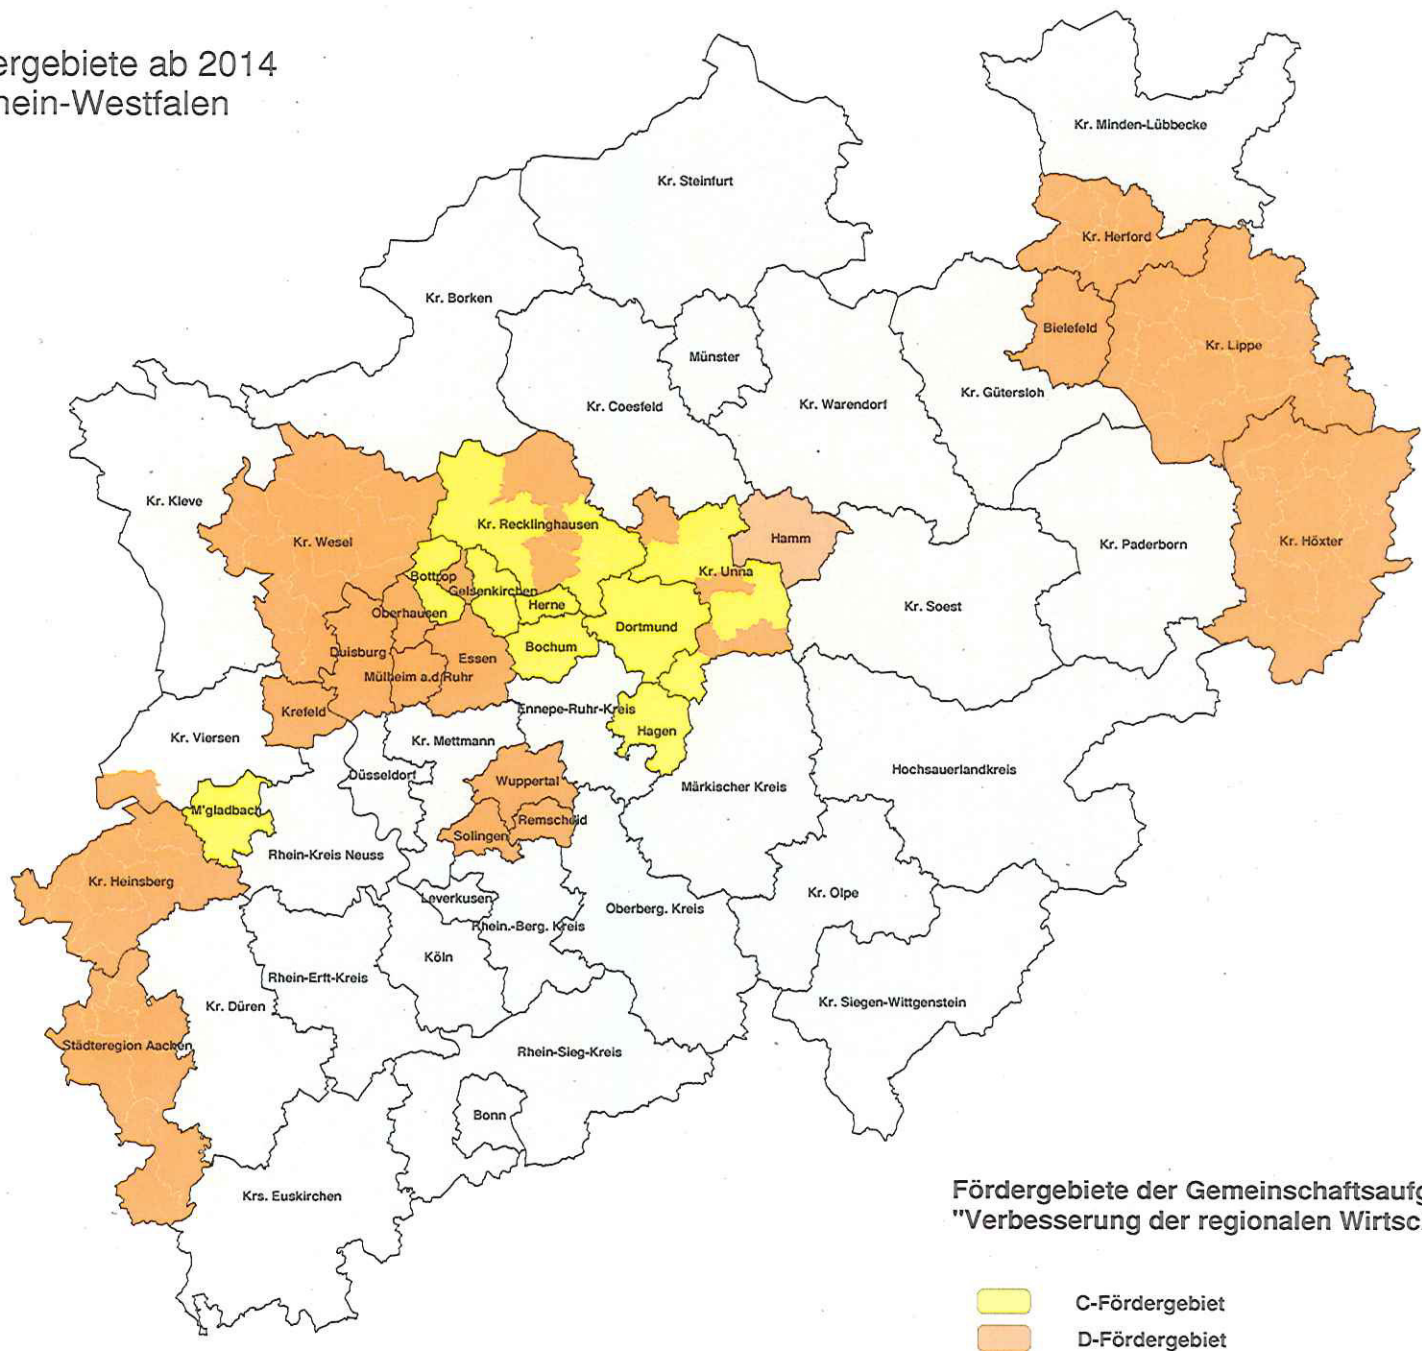 ergebiete ab 2014
hein-Westfalen
Kr. Minden-Lübbecke
Kr. Steinfurt
Kr. Herford
Kr. Borken
Bielefeld
Kr. Lippe
Münster
Kr. Gütersloh
Kr. Coesfeld
Kr. Warendorf
Kr. Kleve
Kr. Recklinghausen
Kr. Wesel
Hamm
Kr. Paderborn
Kr. Höxter
Kr. Unna
Bottrop
Gelsenkirchen
Herne
Kr. Soest
Oberhausen
Dortmund
Duisburg
Essen
Bochum
Mülheim a.d.Ruhr
Krefeld
Ennepe-Ruhr-Kreis
Hagen
Kr. Viersen
Kr. Mettmann
Düsseldorf
Wuppertal
Märkischer Kreis
Hochsauerlandkreis
M'gladbach
Remscheid
Solingen
Rhein-Kreis Neuss
Kr. Heinsberg
Leverkusen
Kr. Olpe
Oberberg. Kreis
Rhein.-Berg. Kreis
Köln
Rhein-Erft-Kreis
Kr. Düren
Kr. Siegen-Wittgenstein
Städteregion Aachen
Rhein-Sieg-Kreis
Bonn
Krs. Euskirchen
Fördergebiete der Gemeinschaftsaufg
"Verbesserung der regionalen Wirtsc
C-Fördergebiet
D-Fördergebiet